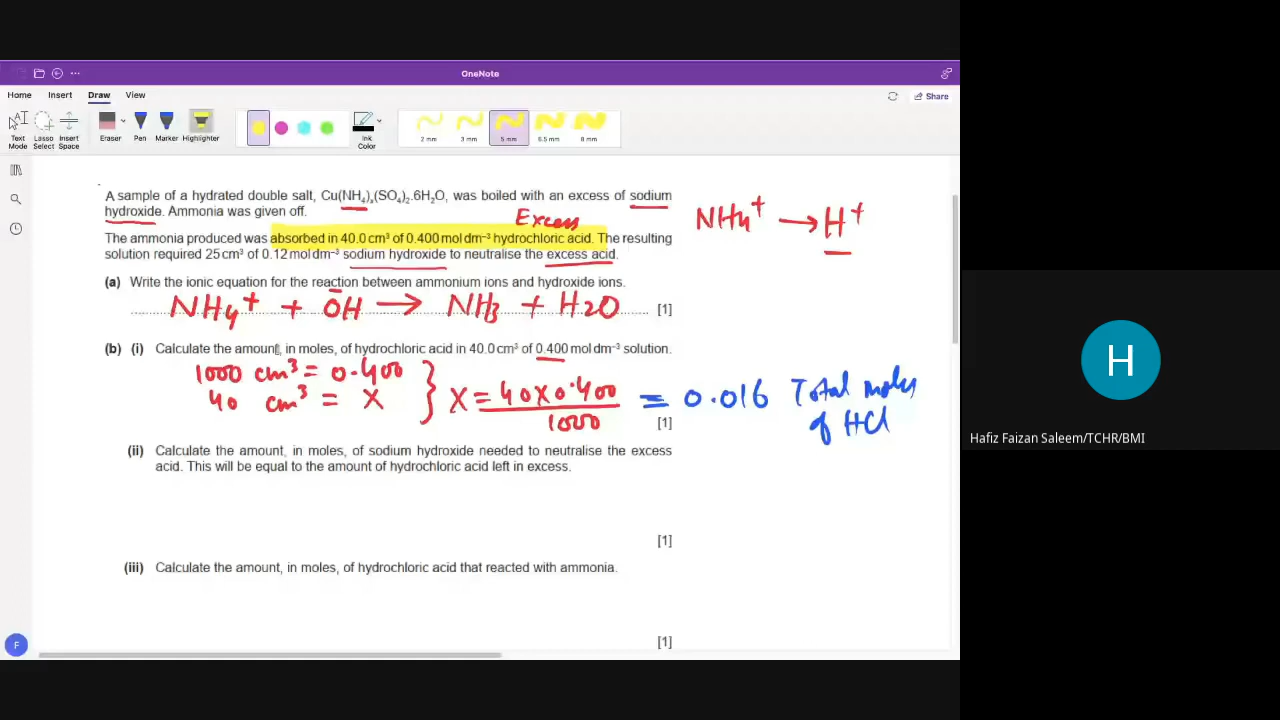 OneNote
Home Insert Draw View
Share
Text Mode
Lasso Select
Insert Space
Eraser
Pen
Marker
Highlighter
Ink Color
2 mm
3 mm
5 mm
6.5 mm
8 mm
A sample of a hydrated double salt, Cu(NH₄)ₓ(SO₄)₂.6H₂O, was boiled with an excess of sodium
hydroxide. Ammonia was given off.
Excess
NH4⁺ → H⁺
The ammonia produced was absorbed in 40.0 cm³ of 0.400 mol dm⁻³ hydrochloric acid. The resulting
solution required 25 cm³ of 0.12 mol dm⁻³ sodium hydroxide to neutralise the excess acid.
(a) Write the ionic equation for the reaction between ammonium ions and hydroxide ions.
NH4⁺ + ŌH → NH3 + H2O [1]
(b) (i) Calculate the amount, in moles, of hydrochloric acid in 40.0 cm³ of 0.400 mol dm⁻³ solution.
1000 cm³ = 0.400
40 cm³ = X
X = 40 X 0.400 / 1000 = 0.016 Total moles of HCl
[1]
(ii) Calculate the amount, in moles, of sodium hydroxide needed to neutralise the excess
acid. This will be equal to the amount of hydrochloric acid left in excess.
[1]
(iii) Calculate the amount, in moles, of hydrochloric acid that reacted with ammonia.
[1]
F
H
Hafiz Faizan Saleem/TCHR/BMI